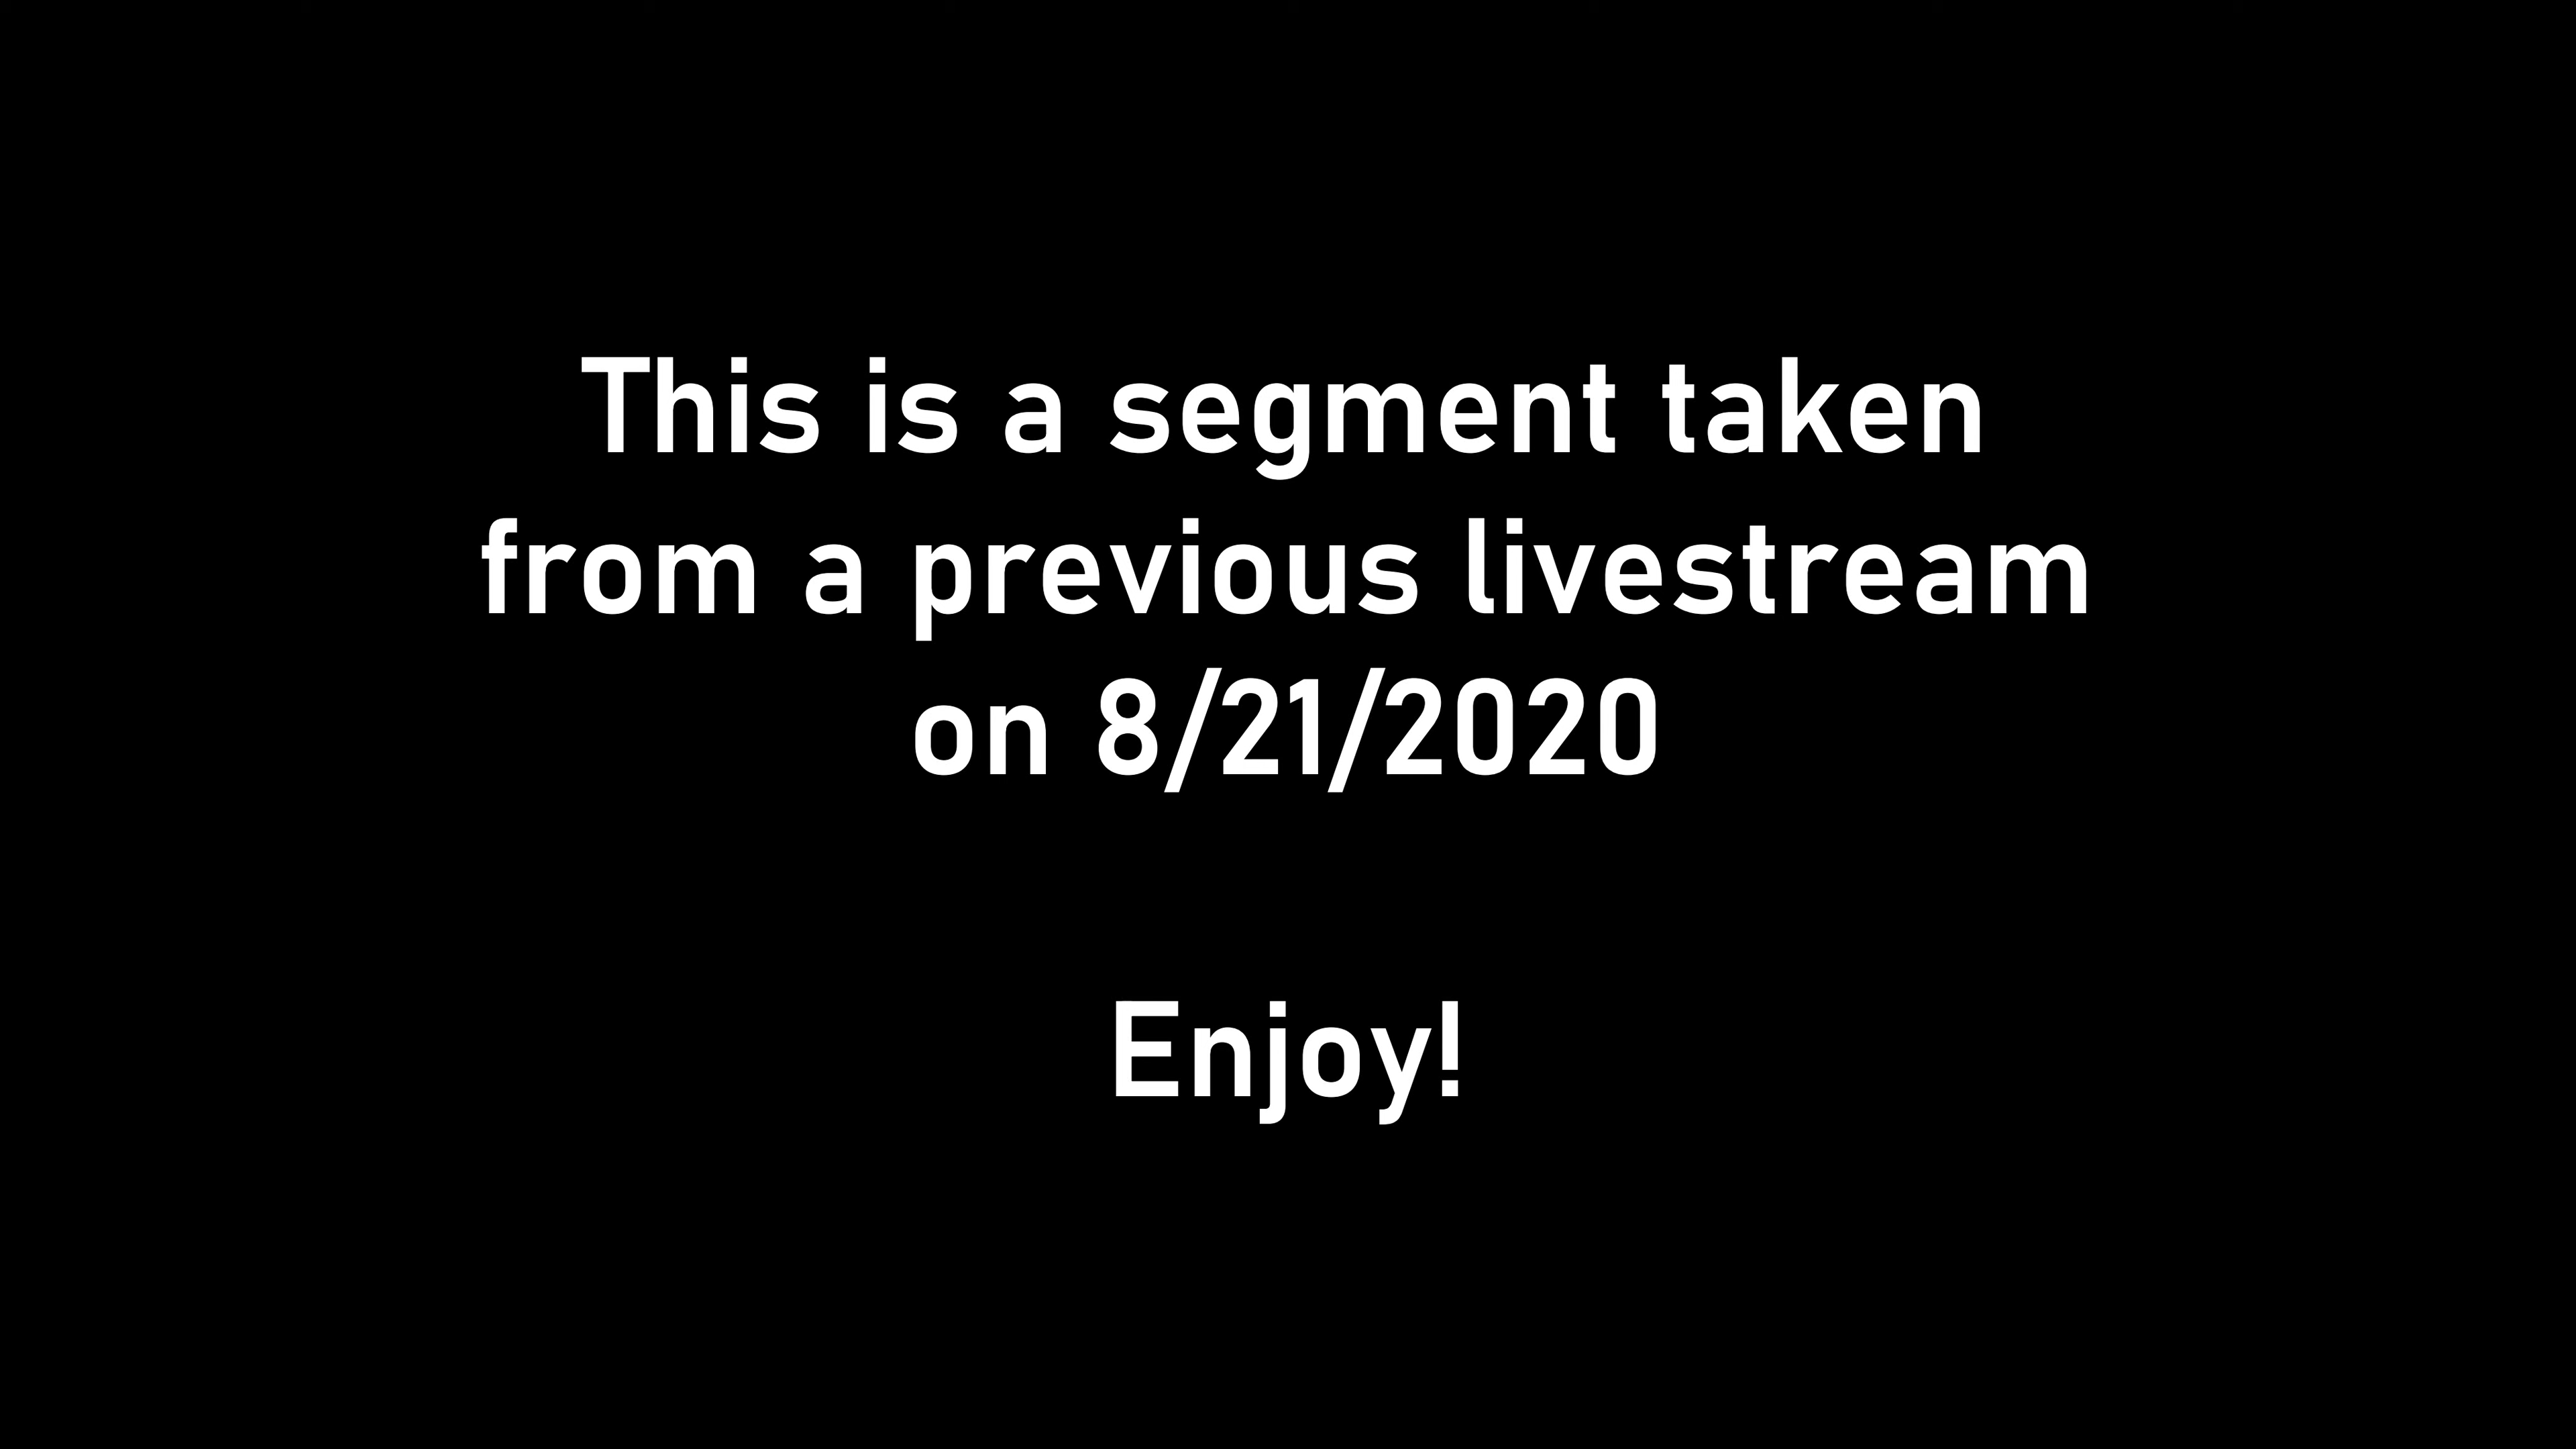 This is a segment taken
from a previous livestream
on 8/21/2020
Enjoy!